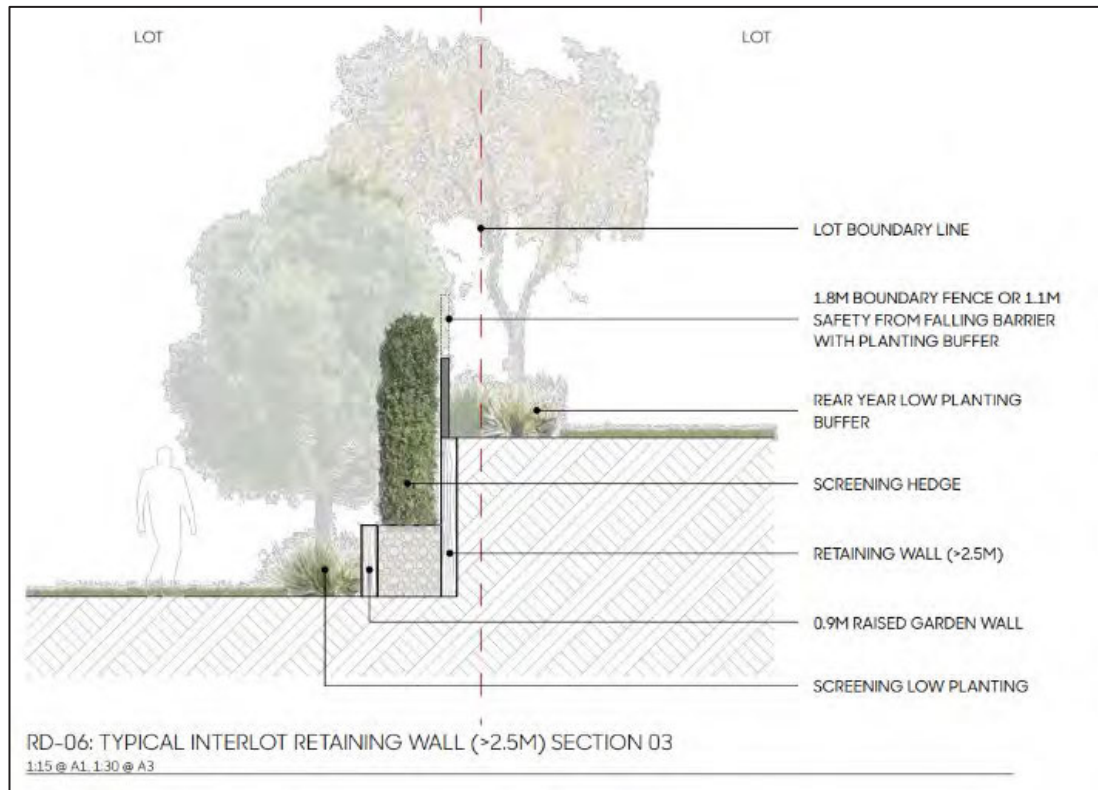 LOT
LOT
LOT BOUNDARY LINE
1.8M BOUNDARY FENCE OR 1.1M
SAFETY FROM FALLING BARRIER
WITH PLANTING BUFFER
REAR YEAR LOW PLANTING
BUFFER
SCREENING HEDGE
RETAINING WALL (>2.5M)
0.9M RAISED GARDEN WALL
SCREENING LOW PLANTING
RD-06: TYPICAL INTERLOT RETAINING WALL (>2.5M) SECTION 03
1:15 @ A1, 1:30 @ A3